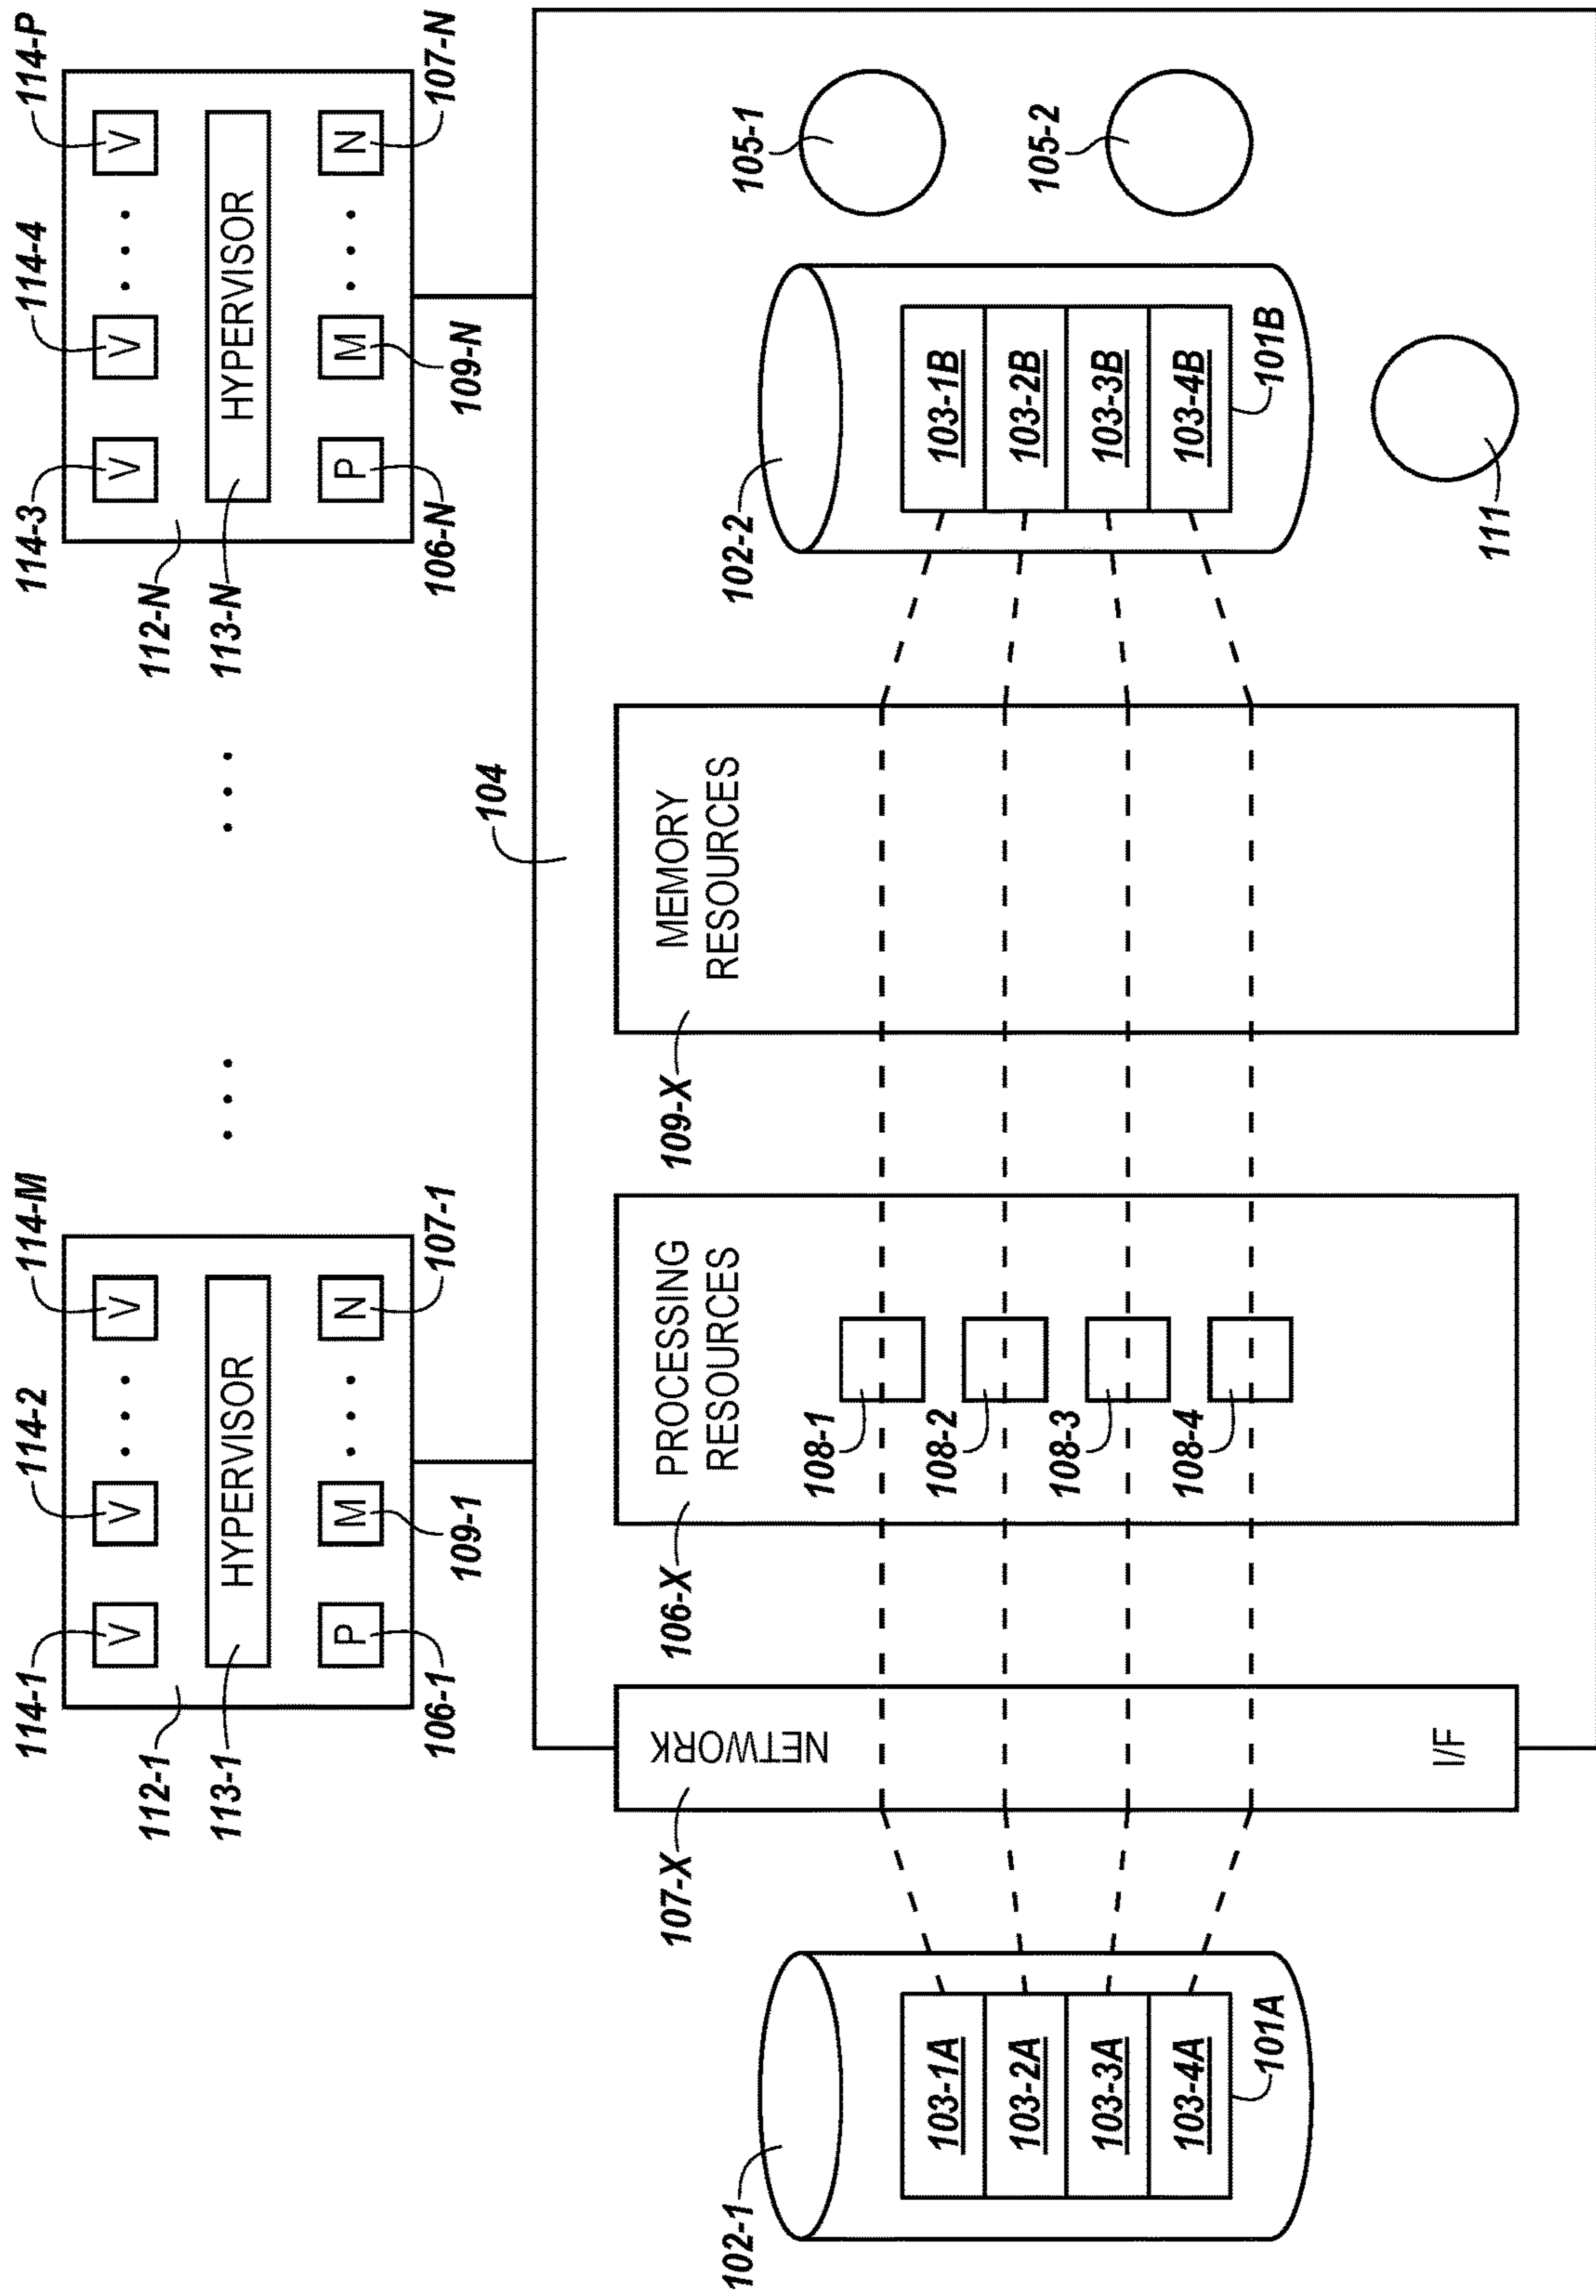 114-1
114-2
114-M
114-3
114-4
114-P
V
V
V
V
V
V
112-1
112-N
113-1
HYPERVISOR
113-N
HYPERVISOR
P
M
N
P
M
N
106-1
109-1
107-1
106-N
109-N
107-N
104
107-X
NETWORK
I/F
106-X
PROCESSING
RESOURCES
109-X
MEMORY
RESOURCES
108-1
108-2
108-3
108-4
102-1
103-1A
103-2A
103-3A
103-4A
101A
102-2
103-1B
103-2B
103-3B
103-4B
101B
105-1
105-2
111